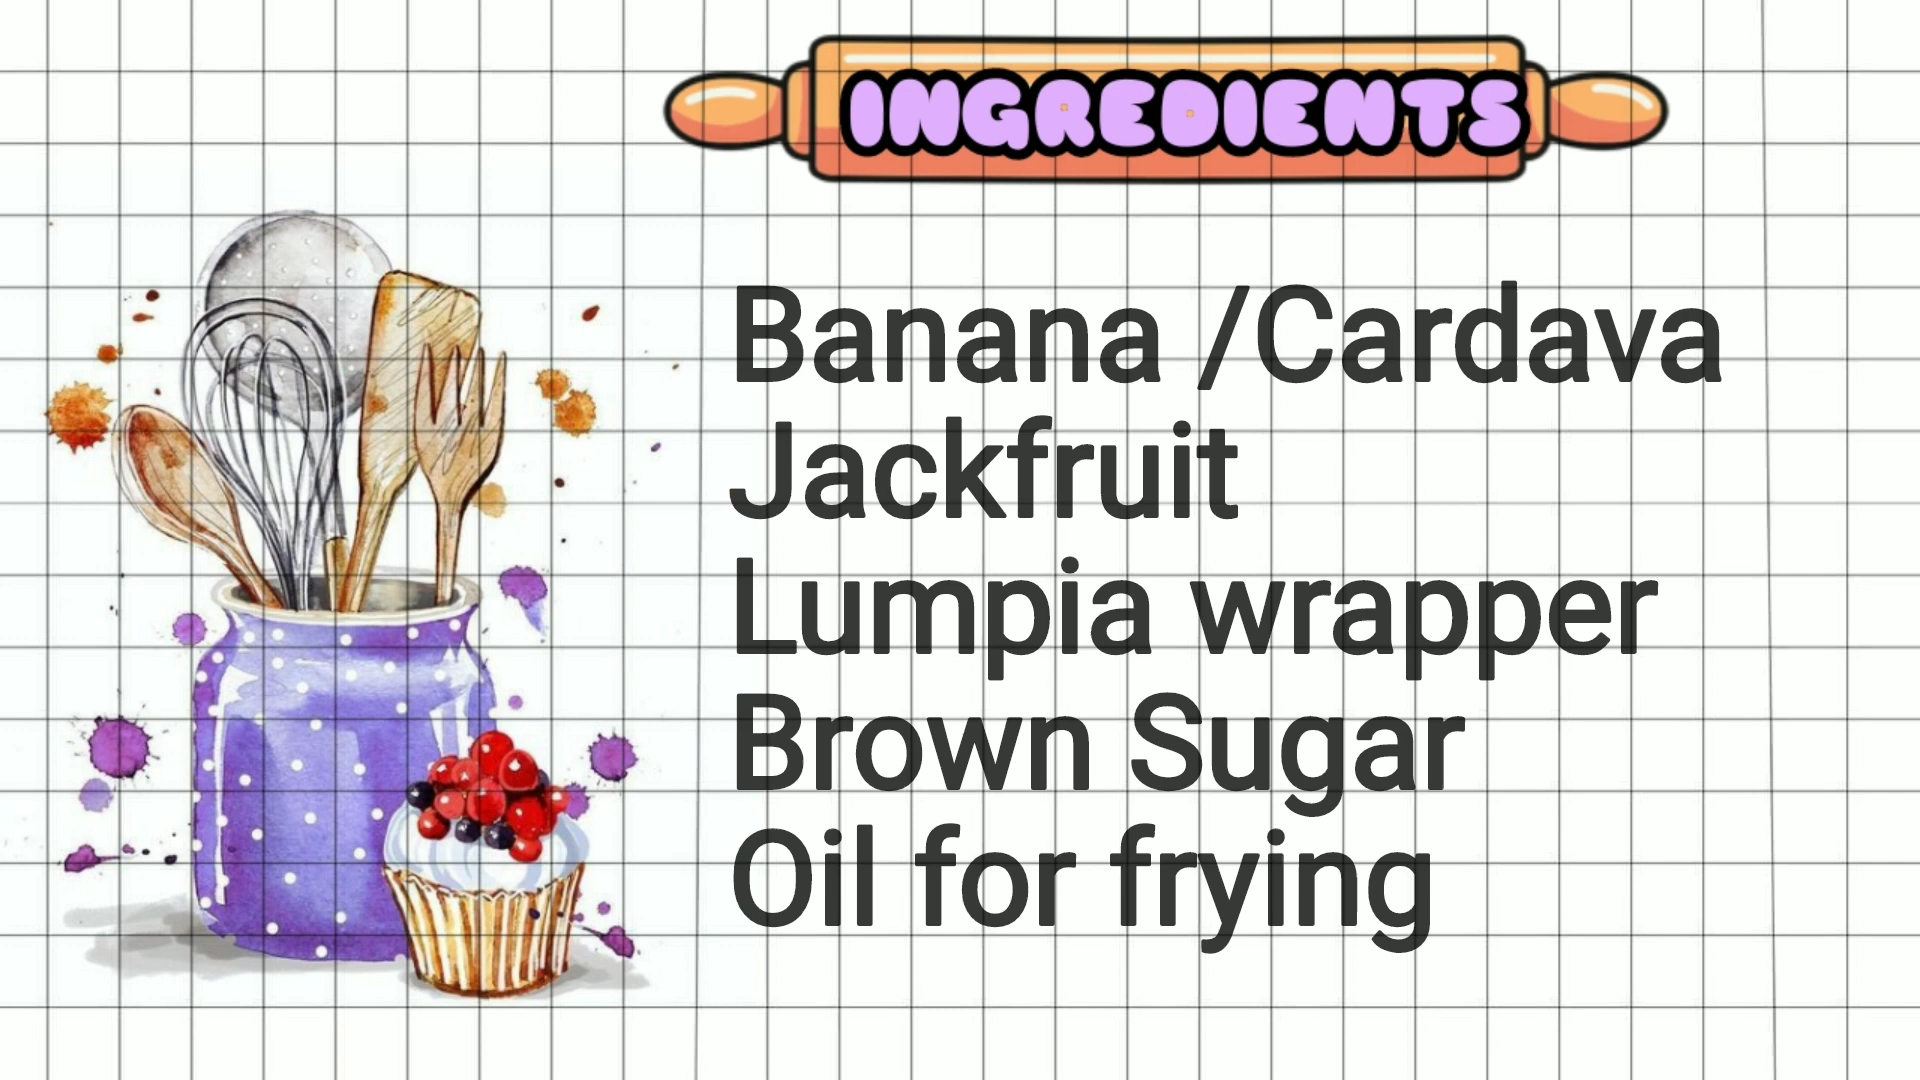 INGREDIENTS
Banana /Cardava
Jackfruit
Lumpia wrapper
Brown Sugar
Oil for frying